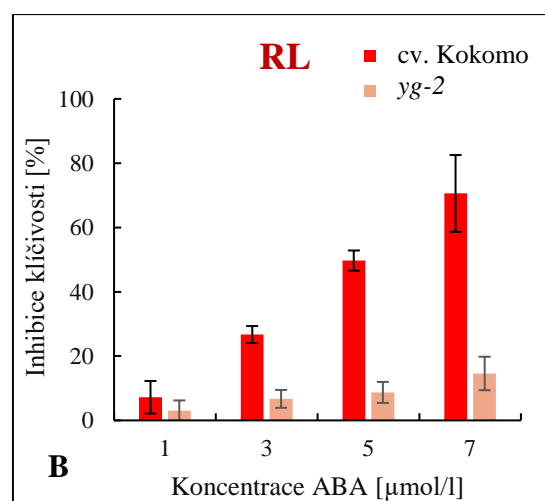 RL
cv. Kokomo
yg-2
Inhibice klíčivosti [%]
100
80
60
40
20
0
1 3 5 7
B
Koncentrace ABA [µmol/l]